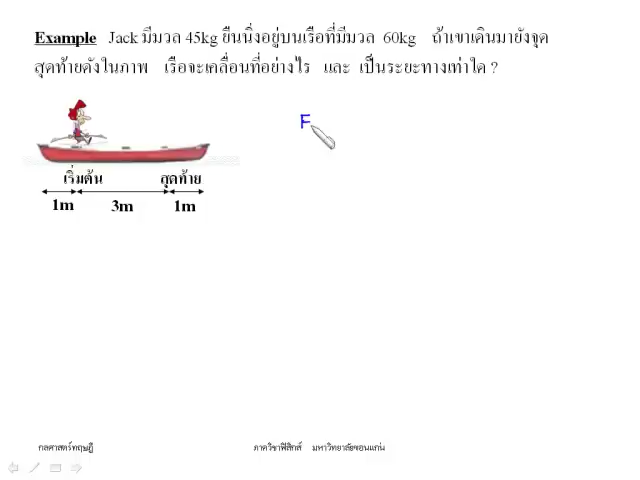 Example Jack มีมวล 45kg ยืนนิ่งอยู่บนเรือที่มีมวล 60kg ถ้าเขาเดินมายังจุด
สุดท้ายดังในภาพ เรือจะเคลื่อนที่อย่างไร และ เป็นระยะทางเท่าใด ?
F
เริ่มต้น สุดท้าย
1m 3m 1m
กลศาสตร์ทฤษฎี ภาควิชาฟิสิกส์ มหาวิทยาลัยขอนแก่น